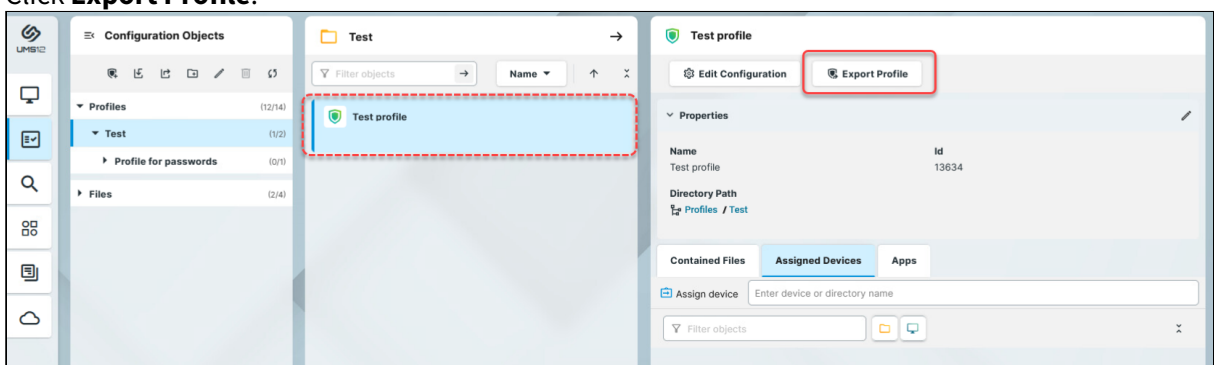 Click Export Profile.
UMS12
Configuration Objects
Profiles (12/14)
Test (1/2)
Profile for passwords (0/1)
Files (2/4)
Test
Filter objects
Name
Test profile
Test profile
Edit Configuration Export Profile
Properties
Name Id
Test profile 13634
Directory Path
Profiles / Test
Contained Files Assigned Devices Apps
Assign device Enter device or directory name
Filter objects